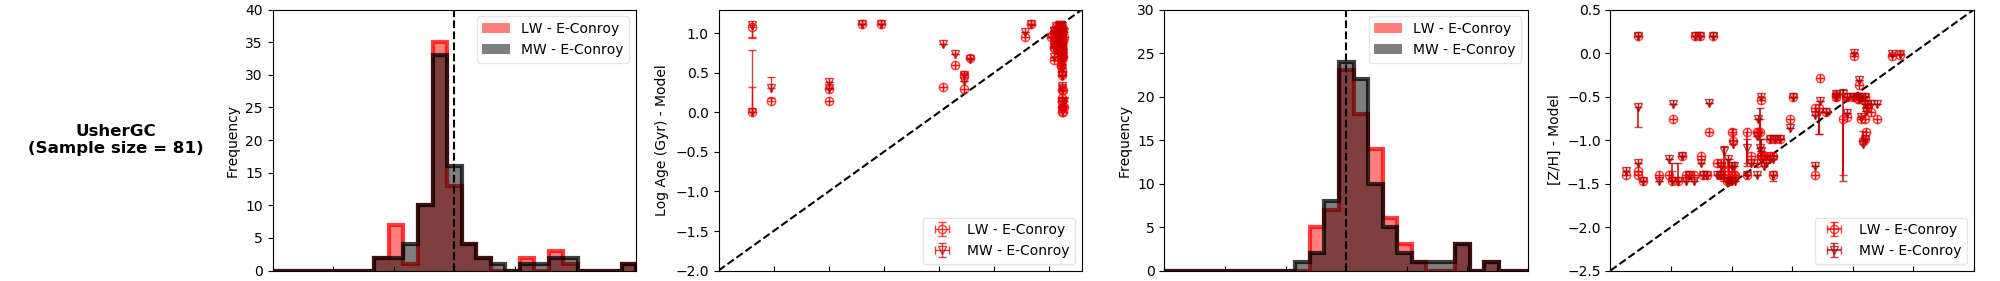 UsherGC
(Sample size = 81)
Frequency
40
35
30
25
20
15
10
5
0
LW - E-Conroy
MW - E-Conroy
Log Age (Gyr) - Model
1.0
0.5
0.0
−0.5
−1.0
−1.5
−2.0
LW - E-Conroy
MW - E-Conroy
Frequency
30
25
20
15
10
5
0
LW - E-Conroy
MW - E-Conroy
[Z/H] - Model
0.5
0.0
−0.5
−1.0
−1.5
−2.0
−2.5
LW - E-Conroy
MW - E-Conroy